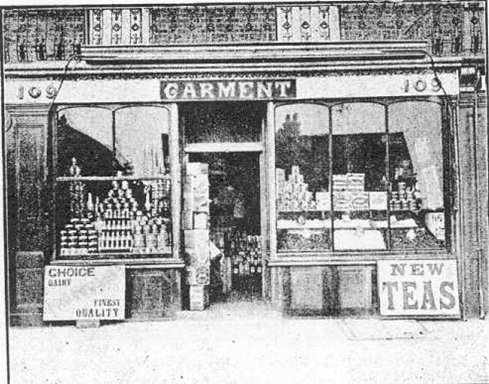 109 GARMENT 109
CHOICE
DAIRY
FINEST
QUALITY
NEW
TEAS